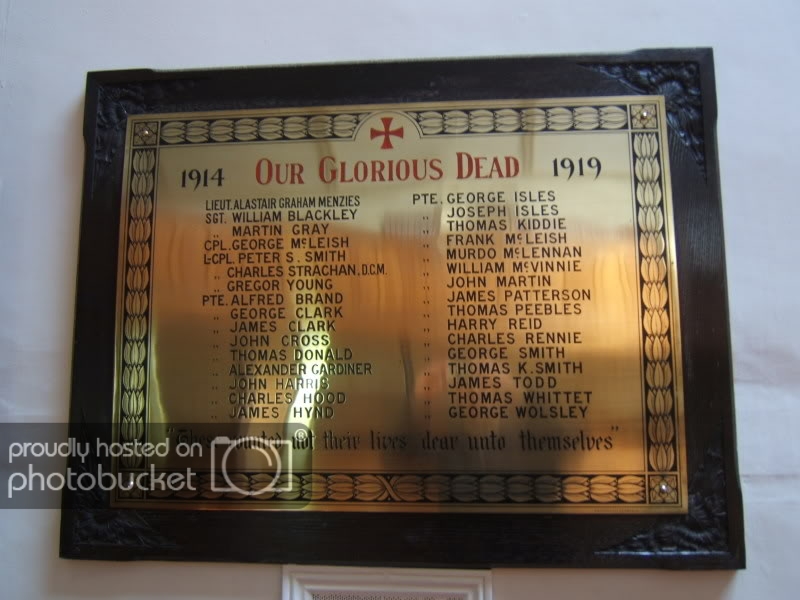 1914 OUR GLORIOUS DEAD 1919
LIEUT. ALASTAIR GRAHAM MENZIES
SGT. WILLIAM BLACKLEY
" MARTIN GRAY
CPL. GEORGE McLEISH
L-CPL. PETER S. SMITH
" CHARLES STRACHAN, D.C.M.
" GREGOR YOUNG
PTE. ALFRED BRAND
" GEORGE CLARK
" JAMES CLARK
" JOHN CROSS
" THOMAS DONALD
" ALEXANDER GARDINER
" JOHN HARRIS
" CHARLES HOOD
" JAMES HYND
PTE. GEORGE ISLES
" JOSEPH ISLES
" THOMAS KIDDIE
" FRANK McLEISH
" MURDO McLENNAN
" WILLIAM McVINNIE
" JOHN MARTIN
" JAMES PATTERSON
" THOMAS PEEBLES
" HARRY REID
" CHARLES RENNIE
" GEORGE SMITH
" THOMAS K. SMITH
" JAMES TODD
" THOMAS WHITTET
" GEORGE WOLSLEY
"They counted not their lives dear unto themselves"
proudly hosted on
photobucket